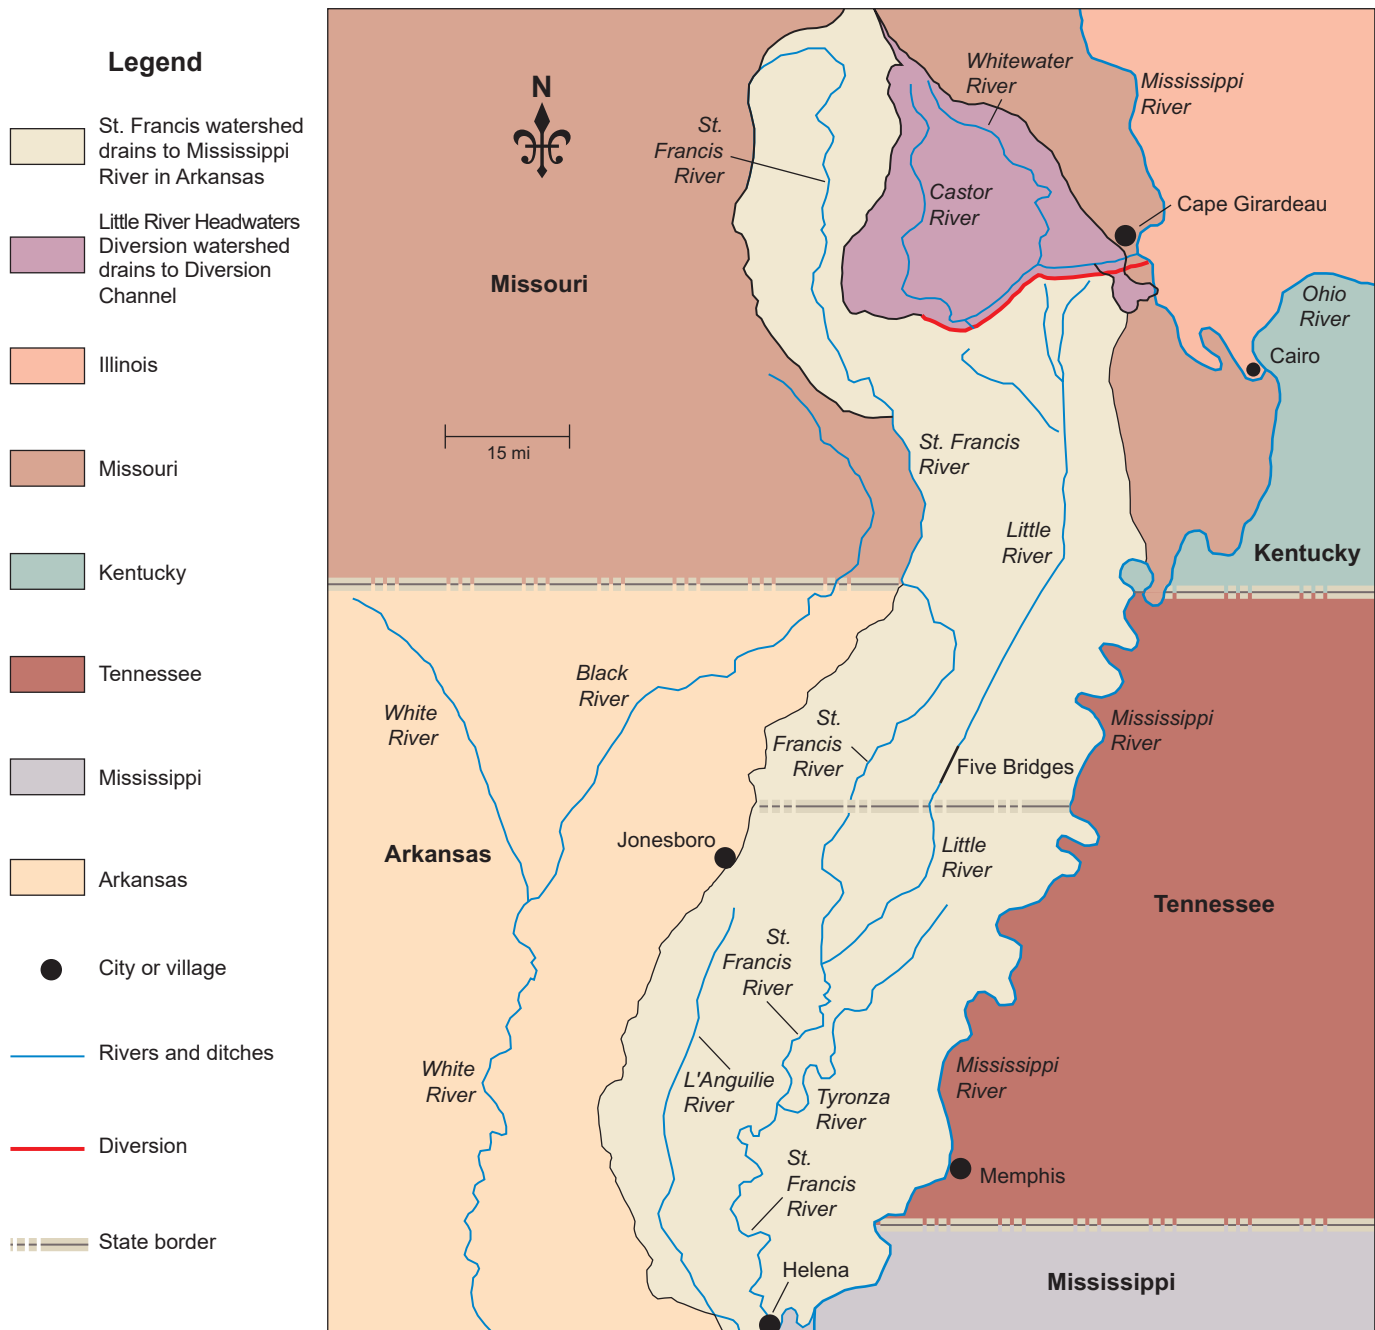 Legend
St. Francis watershed
drains to Mississippi
River in Arkansas
Little River Headwaters
Diversion watershed
drains to Diversion
Channel
Illinois
Missouri
Kentucky
Tennessee
Mississippi
Arkansas
City or village
Rivers and ditches
Diversion
State border
N
Whitewater
River
Mississippi
River
St.
Francis
River
Castor
River
Cape Girardeau
Missouri
Ohio
River
Cairo
15 mi
St. Francis
River
Little
River
Kentucky
Black
River
White
River
St.
Francis
River
Mississippi
River
Five Bridges
Jonesboro
Arkansas
Little
River
Tennessee
St.
Francis
River
White
River
L'Anguilie
River
Tyronza
River
Mississippi
River
St.
Francis
River
Memphis
Helena
Mississippi